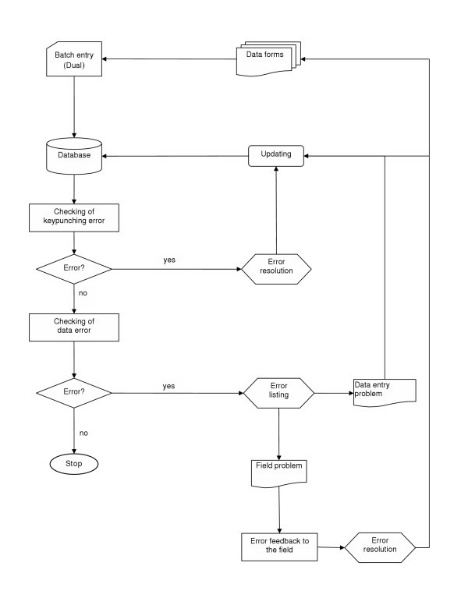 Batch entry
(Dual)
Data forms
Database
Updating
Checking of
keypunching error
Error?
yes
Error
resolution
no
Checking of
data error
Error?
yes
Error
listing
Data entry
problem
no
Stop
Field problem
Error feedback to
the field
Error
resolution